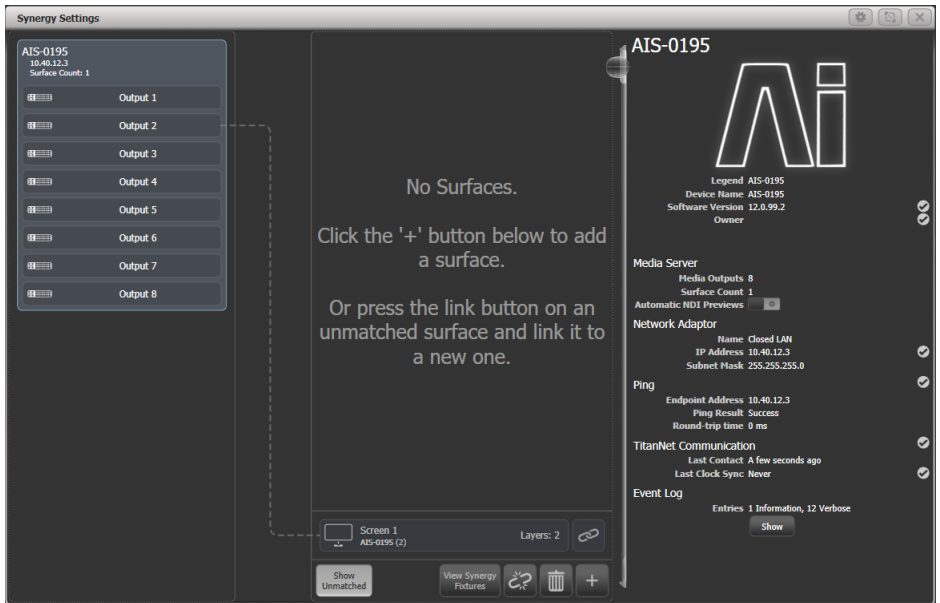 Synergy Settings
AIS-0195
10.40.12.3
Surface Count: 1
Output 1
Output 2
Output 3
Output 4
Output 5
Output 6
Output 7
Output 8
No Surfaces.
Click the '+' button below to add
a surface.
Or press the link button on an
unmatched surface and link it to
a new one.
Screen 1
AIS-0195 (2)
Layers: 2
Show
Unmatched
View Synergy
Fixtures
+
AIS-0195
Ai
Legend AIS-0195
Device Name AIS-0195
Software Version 12.0.99.2
Owner
Media Server
Media Outputs 8
Surface Count 1
Automatic NDI Previews
Network Adaptor
Name Closed LAN
IP Address 10.40.12.3
Subnet Mask 255.255.255.0
Ping
Endpoint Address 10.40.12.3
Ping Result Success
Round-trip time 0 ms
TitanNet Communication
Last Contact A few seconds ago
Last Clock Sync Never
Event Log
Entries 1 Information, 12 Verbose
Show